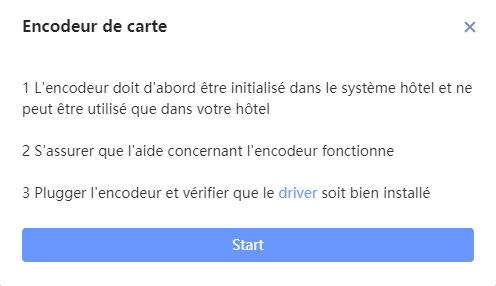 Encodeur de carte
1 L'encodeur doit d'abord être initialisé dans le système hôtel et ne
peut être utilisé que dans votre hôtel
2 S'assurer que l'aide concernant l'encodeur fonctionne
3 Plugger l'encodeur et vérifier que le driver soit bien installé
Start